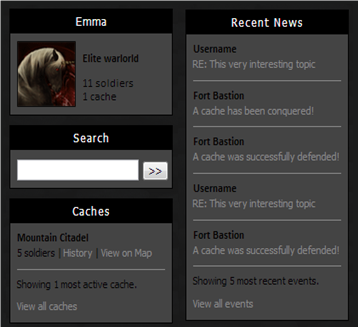 Emma
Elite warlorld
11 soldiers
1 cache
Search
>>
Caches
Mountain Citadel
5 soldiers | History | View on Map
Showing 1 most active cache.
View all caches
Recent News
Username
RE: This very interesting topic
Fort Bastion
A cache has been conquered!
Fort Bastion
A cache was successfully defended!
Username
RE: This very interesting topic
Fort Bastion
A cache was successfully defended!
Showing 5 most recent events.
View all events